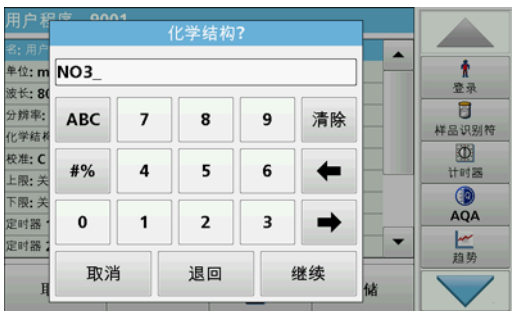 用户程序 9001
化学结构?
名: 用户
单位: m
NO3_
波长: 80
分辨率:
ABC 7 8 9 清除
化学结构
校准: C
#% 4 5 6
上限: 关
下限: 关
0 1 2 3
定时器
定时器 2
取消 退回 继续
储
登录
样品识别符
计时器
AQA
趋势